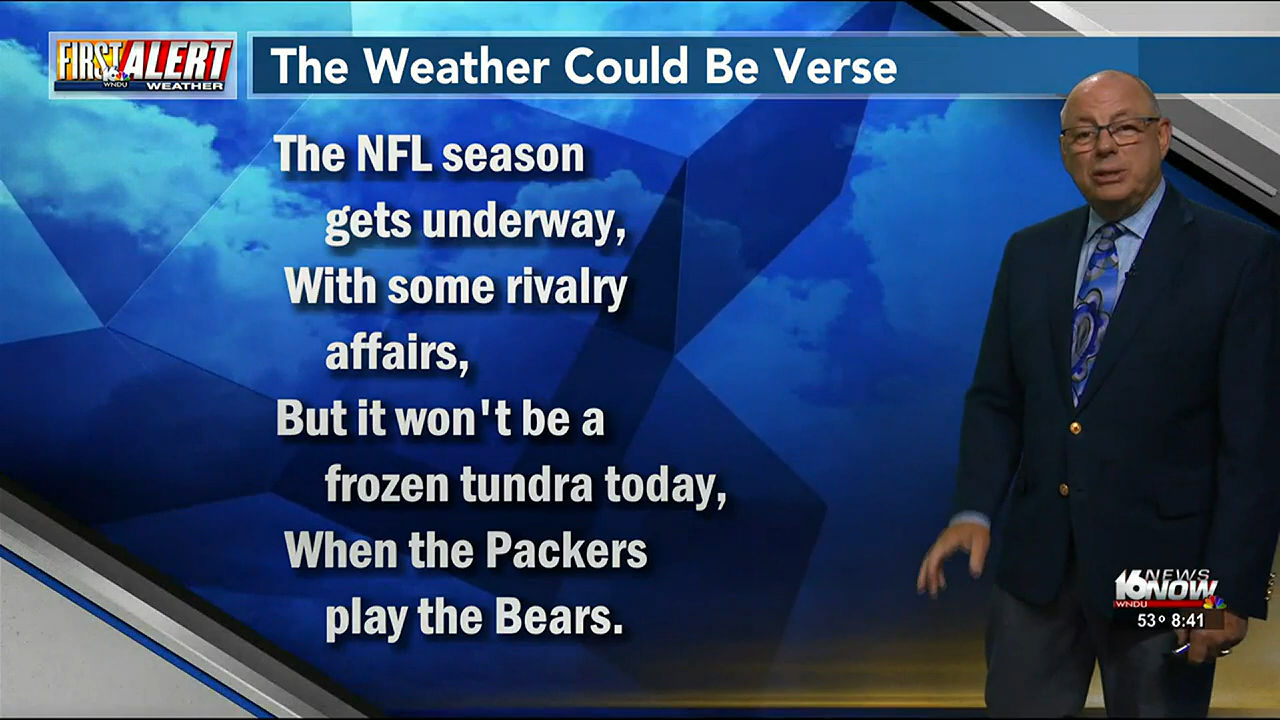 FIRST ALERT
16
WNDU
WEATHER
The Weather Could Be Verse
The NFL season
gets underway,
With some rivalry
affairs,
But it won't be a
frozen tundra today,
When the Packers
play the Bears.
16 NEWS
NOW
WNDU
53° 8:41